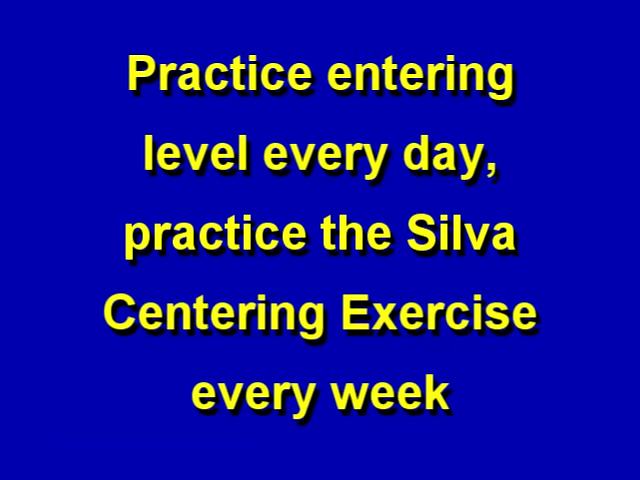 Practice entering
level every day,
practice the Silva
Centering Exercise
every week